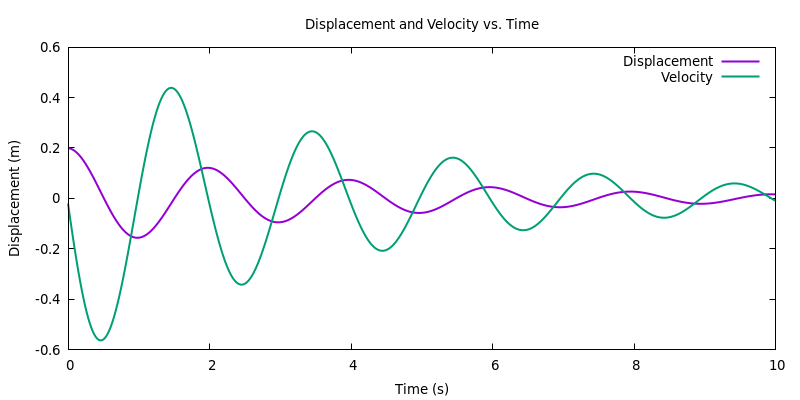 Displacement and Velocity vs. Time
0.6
0.4
0.2
0
-0.2
-0.4
-0.6
Displacement (m)
Displacement
Velocity
0 2 4 6 8 10
Time (s)